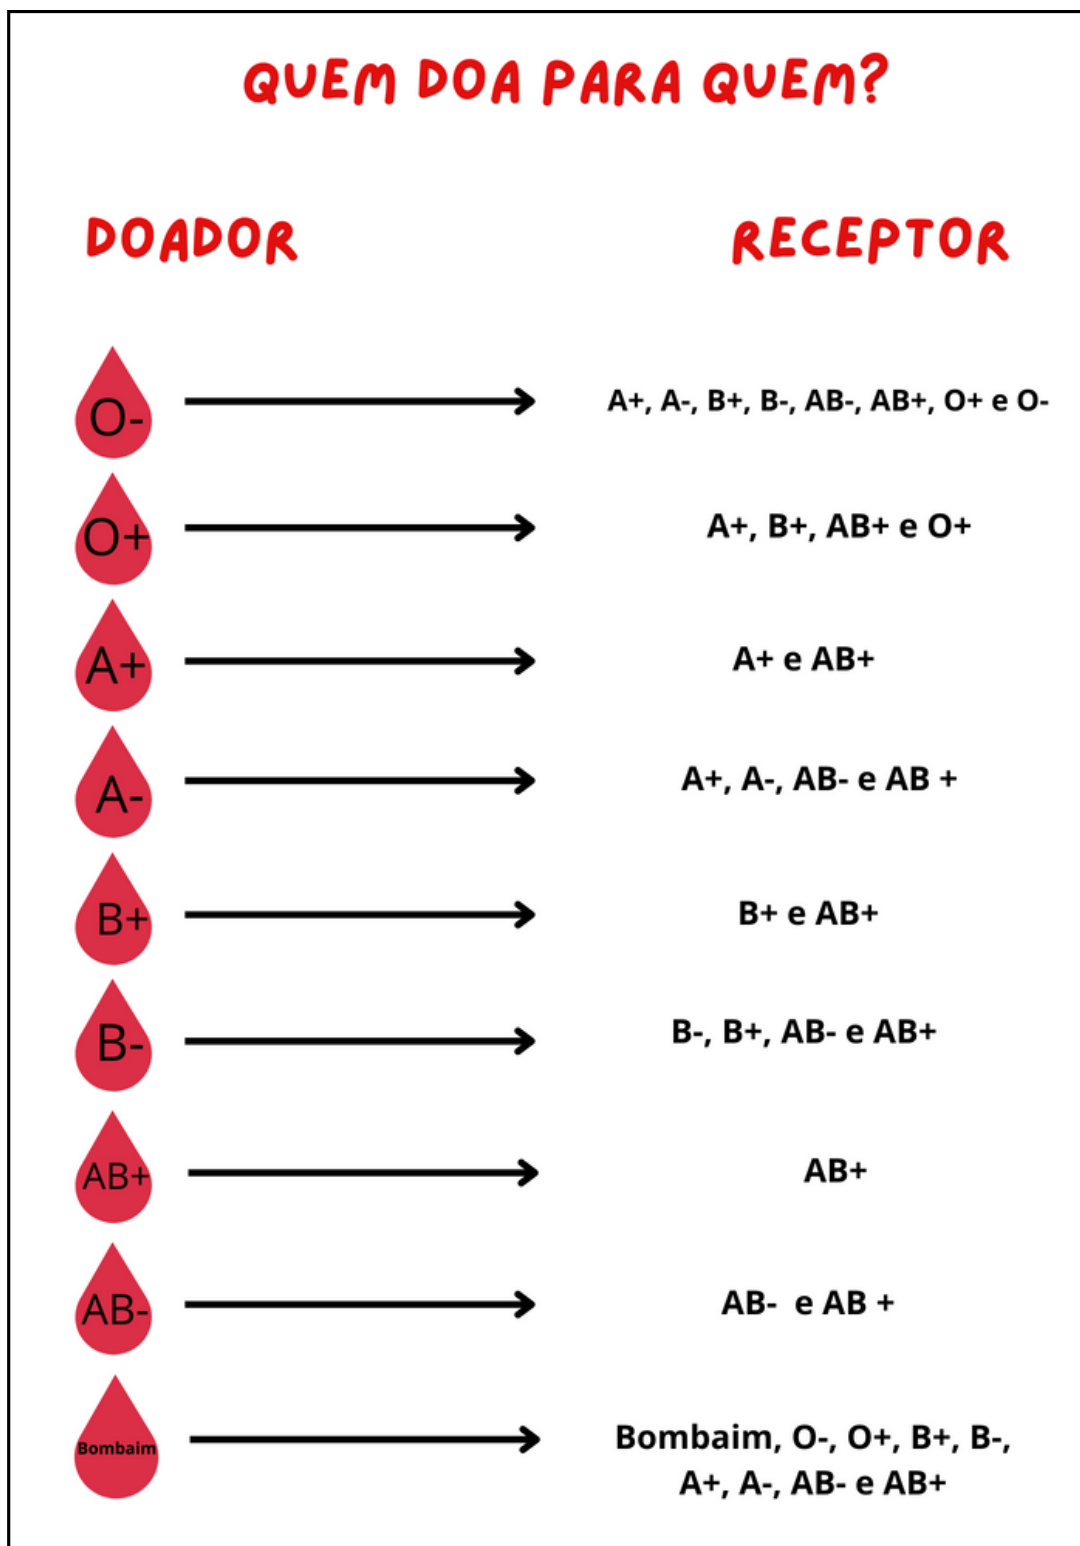 QUEM DOA PARA QUEM?
DOADOR RECEPTOR
O- A+, A-, B+, B-, AB-, AB+, O+ e O-
O+ A+, B+, AB+ e O+
A+ A+ e AB+
A- A+, A-, AB- e AB +
B+ B+ e AB+
B- B-, B+, AB- e AB+
AB+ AB+
AB- AB- e AB +
Bombaim Bombaim, O-, O+, B+, B-,
A+, A-, AB- e AB+